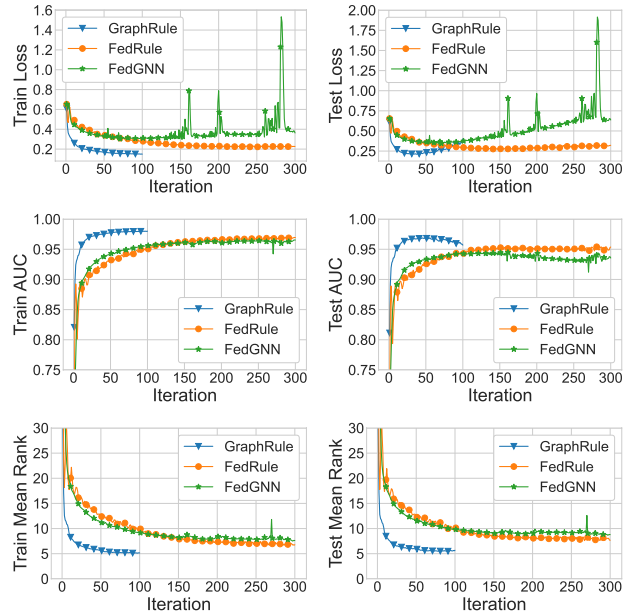 Train Loss
1.6
1.4
1.2
1.0
0.8
0.6
0.4
0.2
GraphRule
FedRule
FedGNN
0 50 100 150 200 250 300
Iteration
Test Loss
2.00
1.75
1.50
1.25
1.00
0.75
0.50
0.25
GraphRule
FedRule
FedGNN
0 50 100 150 200 250 300
Iteration
Train AUC
1.00
0.95
0.90
0.85
0.80
0.75
GraphRule
FedRule
FedGNN
0 50 100 150 200 250 300
Iteration
Test AUC
1.00
0.95
0.90
0.85
0.80
0.75
GraphRule
FedRule
FedGNN
0 50 100 150 200 250 300
Iteration
Train Mean Rank
30
25
20
15
10
5
0
GraphRule
FedRule
FedGNN
0 50 100 150 200 250 300
Iteration
Test Mean Rank
30
25
20
15
10
5
0
GraphRule
FedRule
FedGNN
0 50 100 150 200 250 300
Iteration